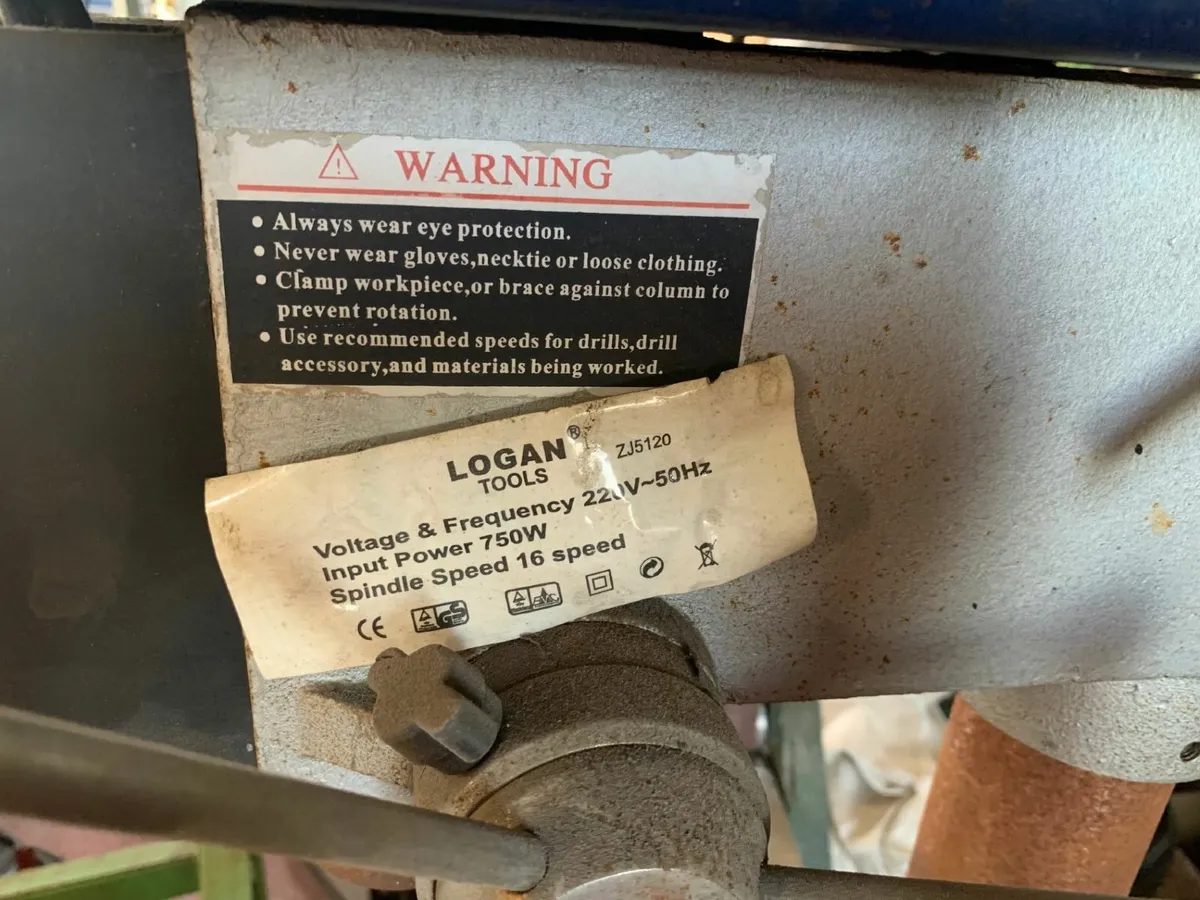 WARNING
• Always wear eye protection.
• Never wear gloves,necktie or loose clothing.
• Clamp workpiece,or brace against column to
prevent rotation.
• Use recommended speeds for drills,drill
accessory,and materials being worked.
LOGAN® ZJ5120
TOOLS
Voltage & Frequency 220V~50Hz
Input Power 750W
Spindle Speed 16 speed
CE GS